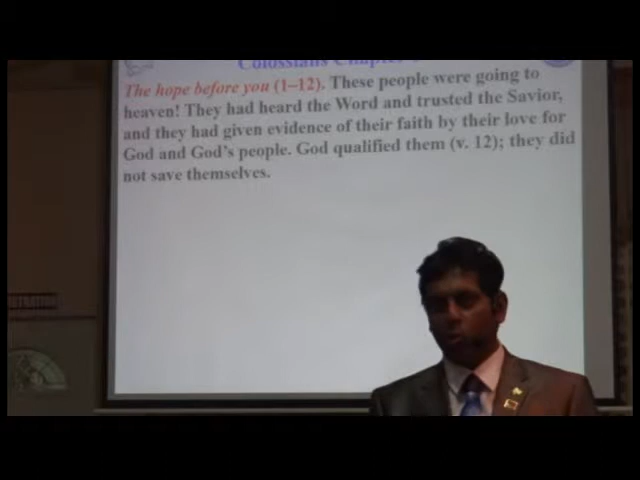 Colossians Chapter
The hope before you (1–12). These people were going to
heaven! They had heard the Word and trusted the Savior,
and they had given evidence of their faith by their love for
God and God's people. God qualified them (v. 12); they did
not save themselves.